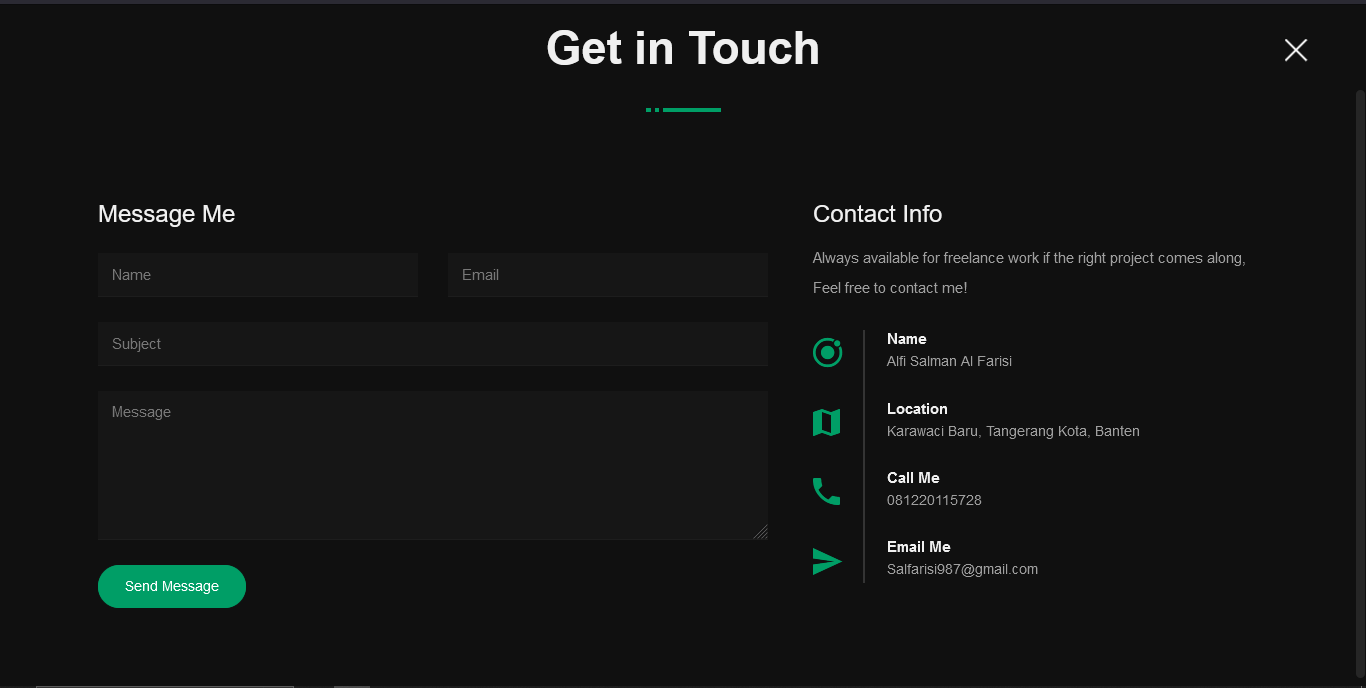 Get in Touch
Message Me
Name
Email
Subject
Message
Send Message
Contact Info
Always available for freelance work if the right project comes along,
Feel free to contact me!
Name
Alfi Salman Al Farisi
Location
Karawaci Baru, Tangerang Kota, Banten
Call Me
081220115728
Email Me
Salfarisi987@gmail.com